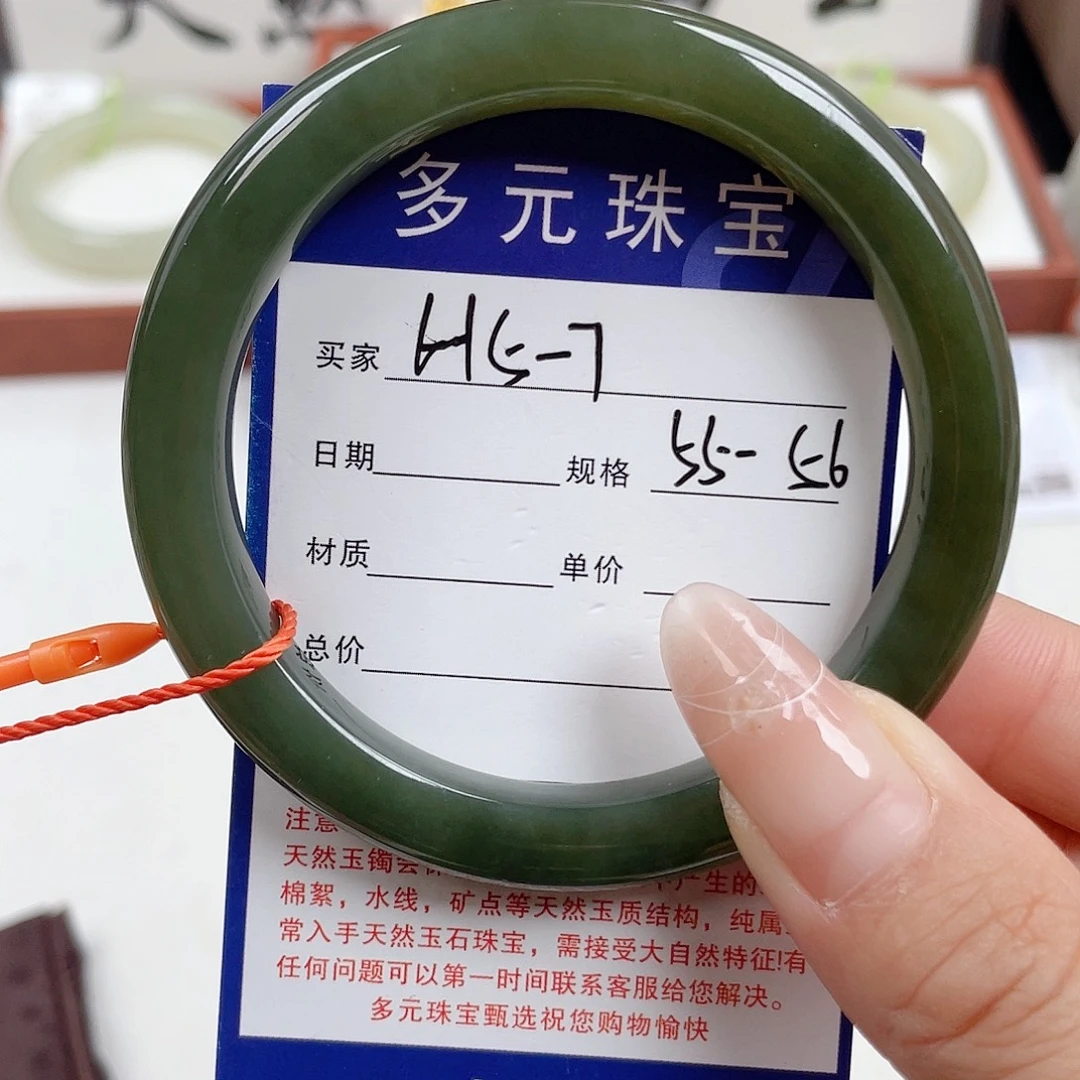 多元珠宝
买家 H5-7
日期 规格 55-56
材质 单价
总价
注意
天然玉镯会 产生的
棉絮，水线，矿点等天然玉质结构，纯属
常入手天然玉石珠宝，需接受大自然特征!有
任何问题可以第一时间联系客服给您解决。
多元珠宝甄选祝您购物愉快